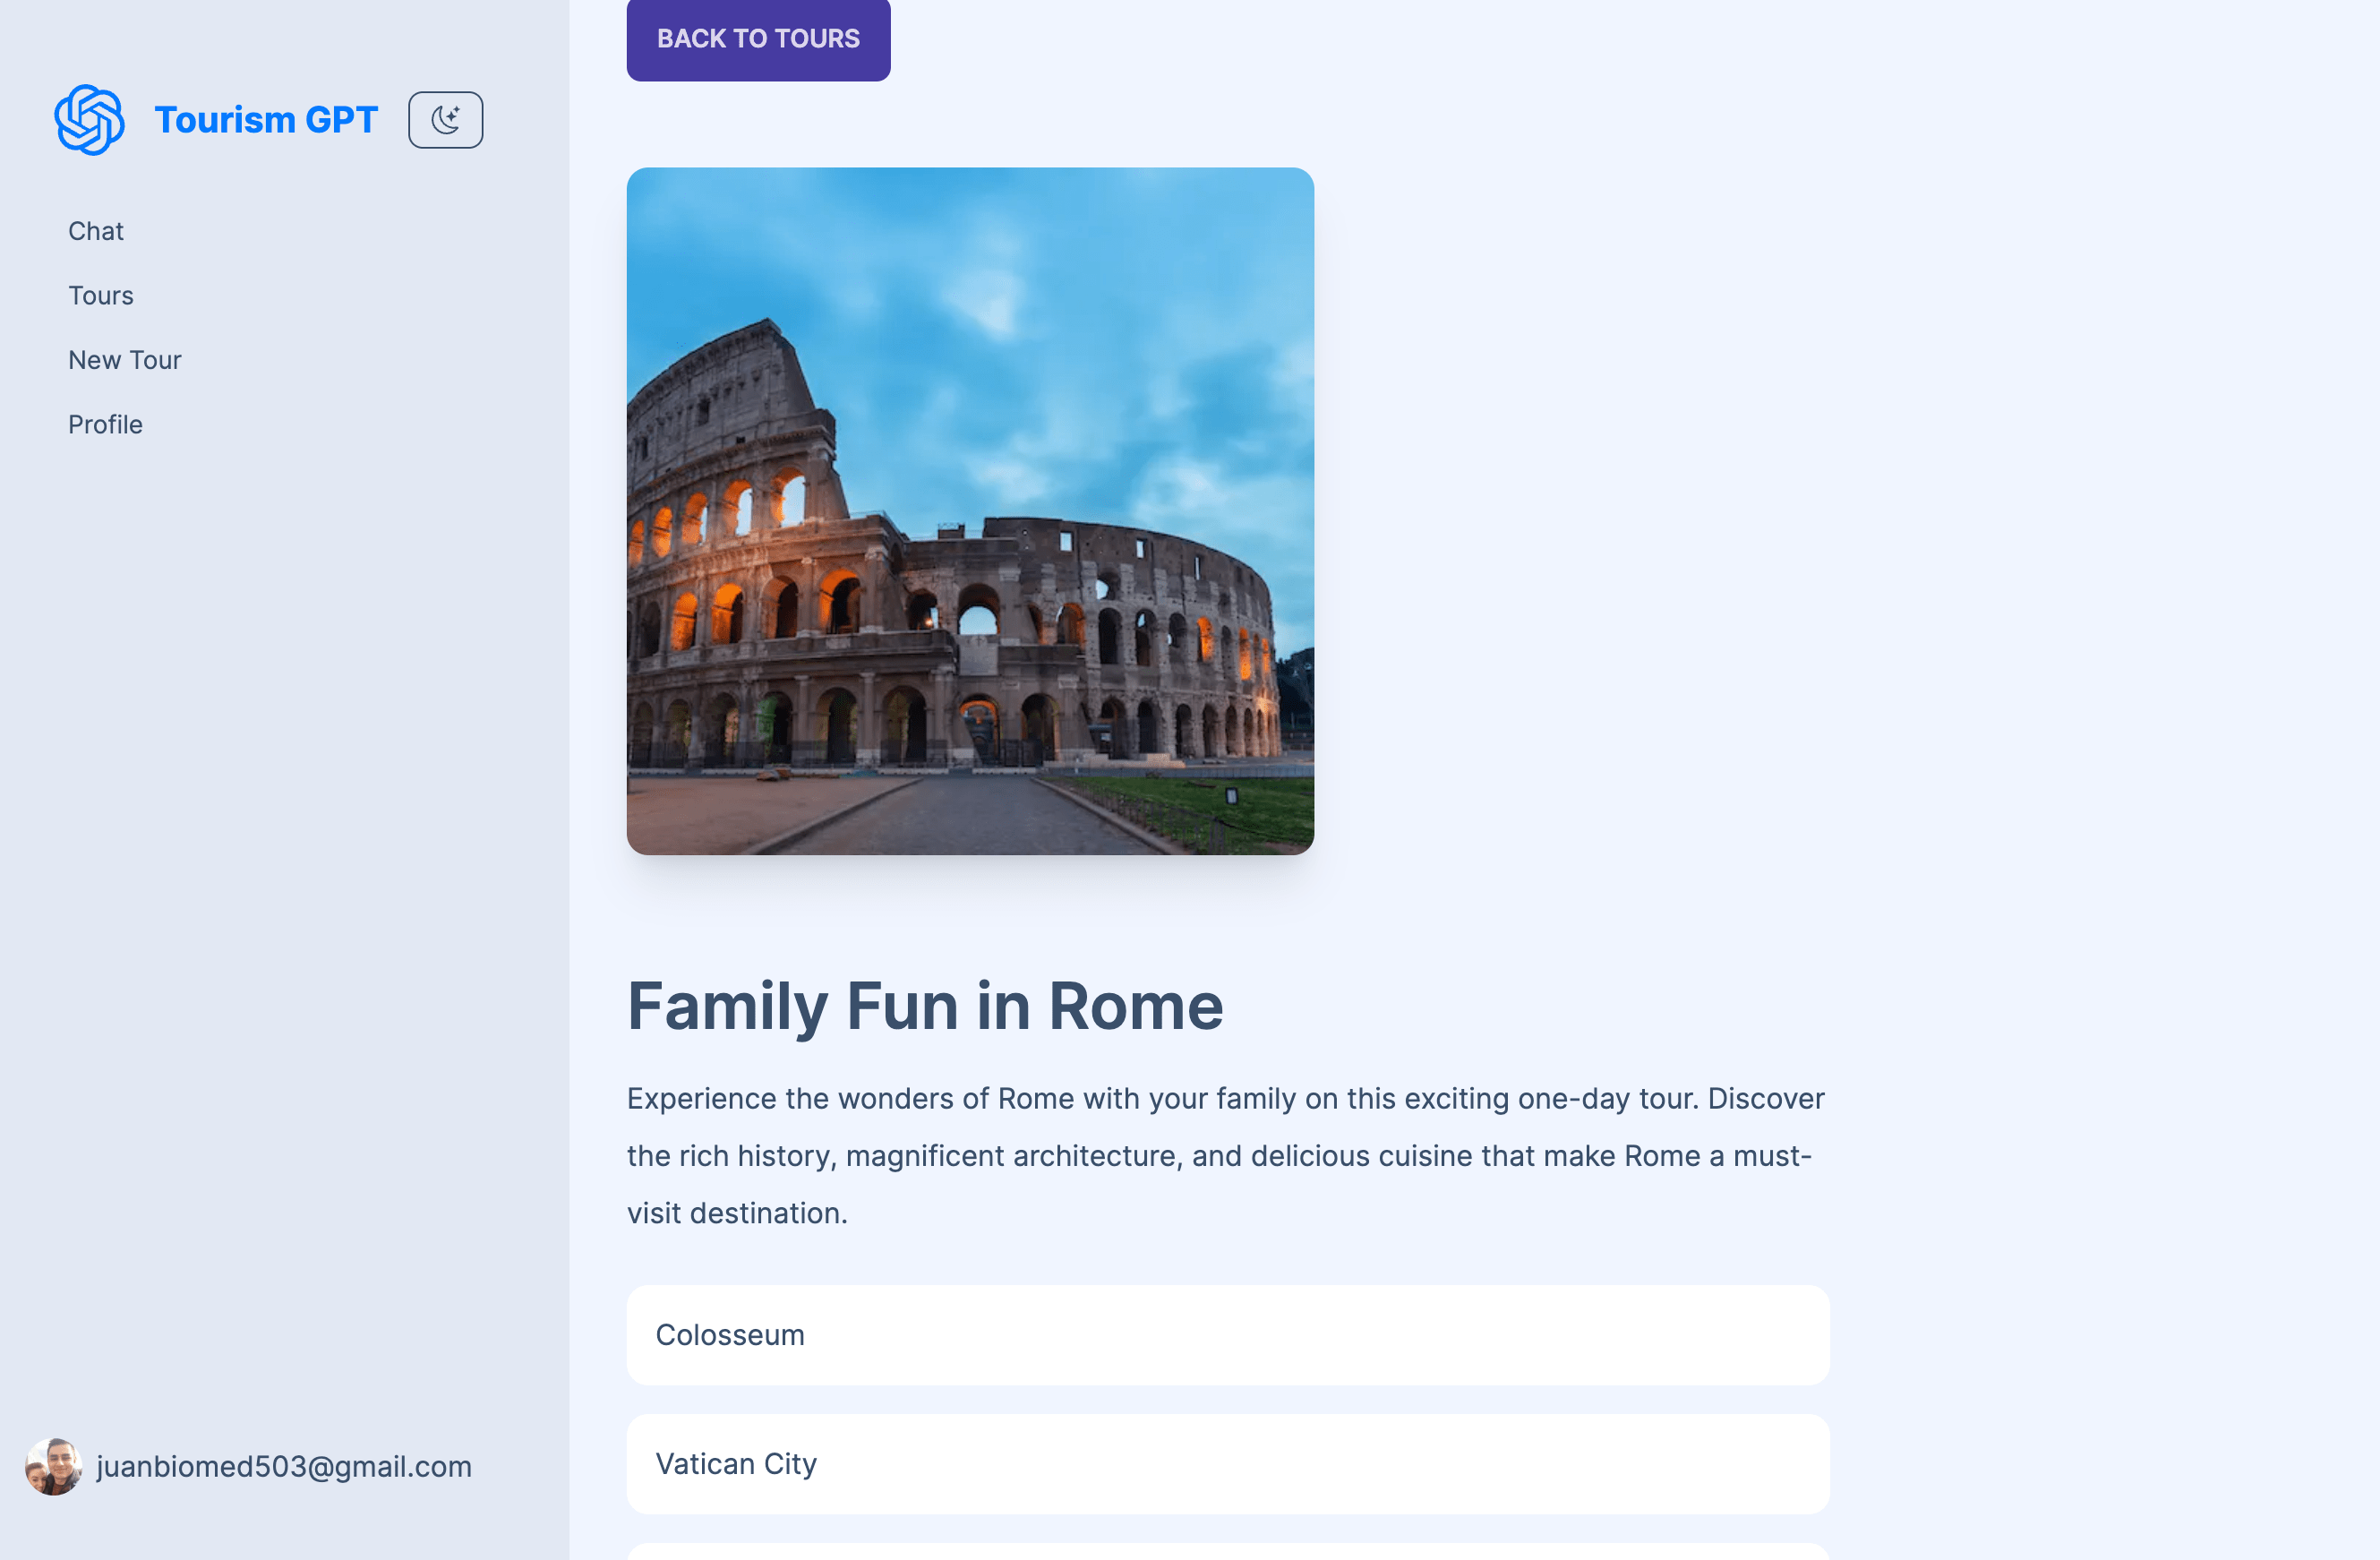 Tourism GPT
Chat
Tours
New Tour
Profile
juanbiomed503@gmail.com
BACK TO TOURS
Family Fun in Rome
Experience the wonders of Rome with your family on this exciting one-day tour. Discover
the rich history, magnificent architecture, and delicious cuisine that make Rome a must-
visit destination.
Colosseum
Vatican City